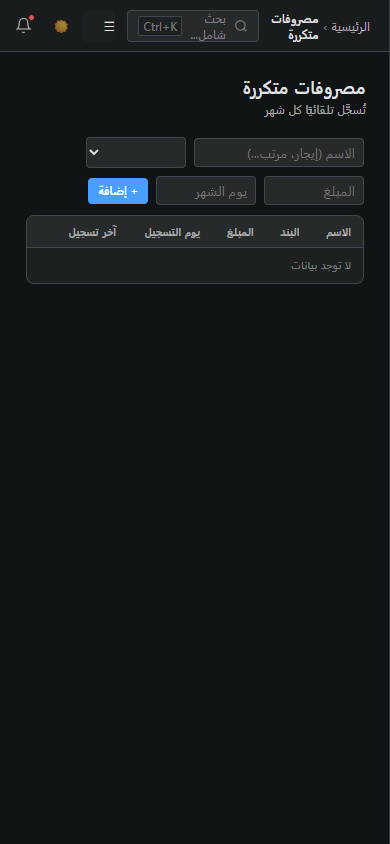 الرئيسية › مصروفات متكررة
بحث شامل...
Ctrl+K
☰
مصروفات متكررة
تُسجَّل تلقائيًا كل شهر
الاسم (إيجار، مرتب...)
المبلغ
يوم الشهر
+ إضافة
الاسم البند المبلغ يوم التسجيل آخر تسجيل
لا توجد بيانات